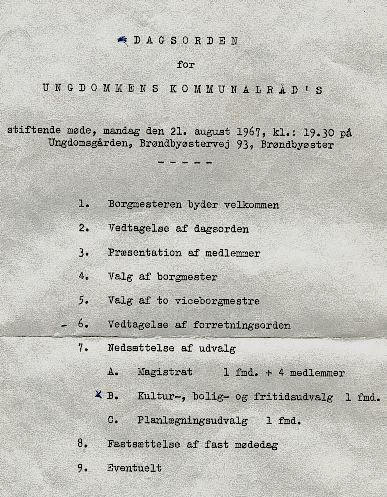 DAGSORDEN
for
UNGDOMMENS KOMMUNALRÅD'S
stiftende møde, mandag den 21. august 1967, kl.: 19.30 på
Ungdomsgården, Brøndbyøstervej 93, Brøndbyøster
- - - - -
1. Borgmesteren byder velkommen
2. Vedtagelse af dagsorden
3. Præsentation af medlemmer
4. Valg af borgmester
5. Valg af to viceborgmestre
- 6. Vedtagelse af forretningsorden
7. Nedsættelse af udvalg
A. Magistrat 1 fmd. + 4 medlemmer
x B. Kultur-, bolig- og fritidsudvalg 1 fmd.
C. Planlægningsudvalg 1 fmd.
8. Fastsættelse af fast mødedag
9. Eventuelt